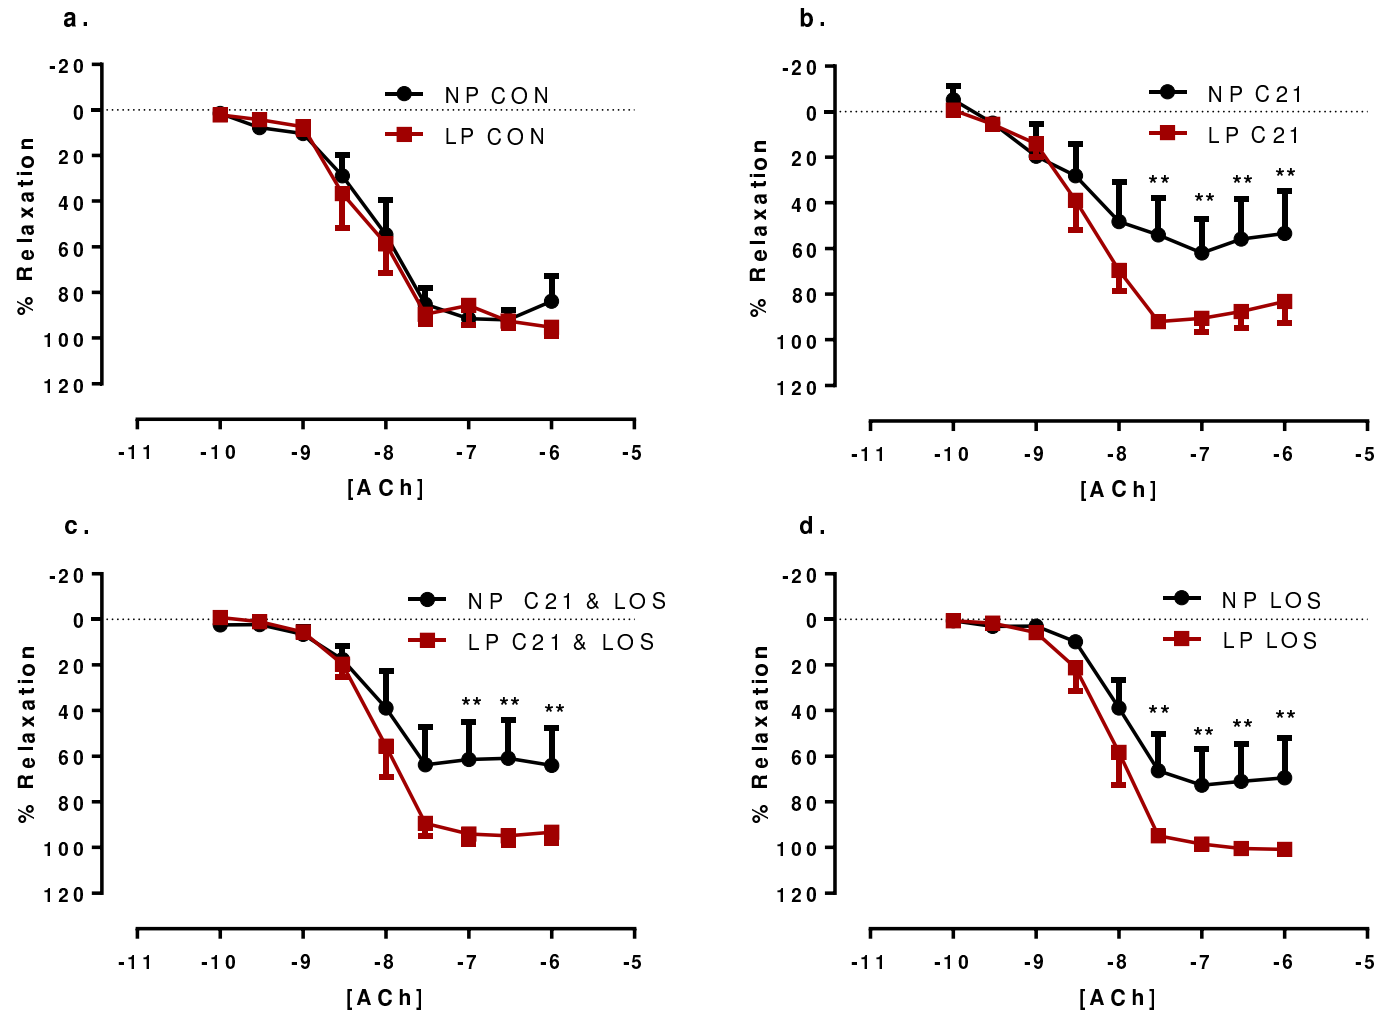 a.
-20
0
20
40
60
80
100
120
% Relaxation
NP CON
LP CON
-11 -10 -9 -8 -7 -6 -5
[ACh]
b.
-20
0
20
40
60
80
100
120
% Relaxation
NP C21
LP C21
** ** ** **
-11 -10 -9 -8 -7 -6 -5
[ACh]
c.
-20
0
20
40
60
80
100
120
% Relaxation
NP C21 & LOS
LP C21 & LOS
** ** **
-11 -10 -9 -8 -7 -6 -5
[ACh]
d.
-20
0
20
40
60
80
100
120
% Relaxation
NP LOS
LP LOS
** ** ** **
-11 -10 -9 -8 -7 -6 -5
[ACh]